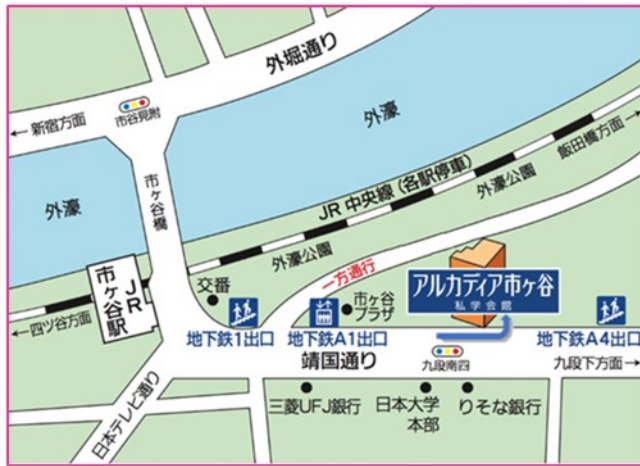 外堀通り
←新宿方面
市谷見附
外濠
飯田橋方面→
市ヶ谷橋
JR中央線(各駅停車)
外濠公園
外濠
外濠公園
一方通行
アルカディア市ヶ谷
私学会館
JR
市ヶ谷駅
交番
市ヶ谷
プラザ
←四ツ谷方面
地下鉄1出口
地下鉄A1出口
地下鉄A4出口
靖国通り
九段南四
九段下方面→
日本テレビ通り
三菱UFJ銀行
日本大学
本部
りそな銀行